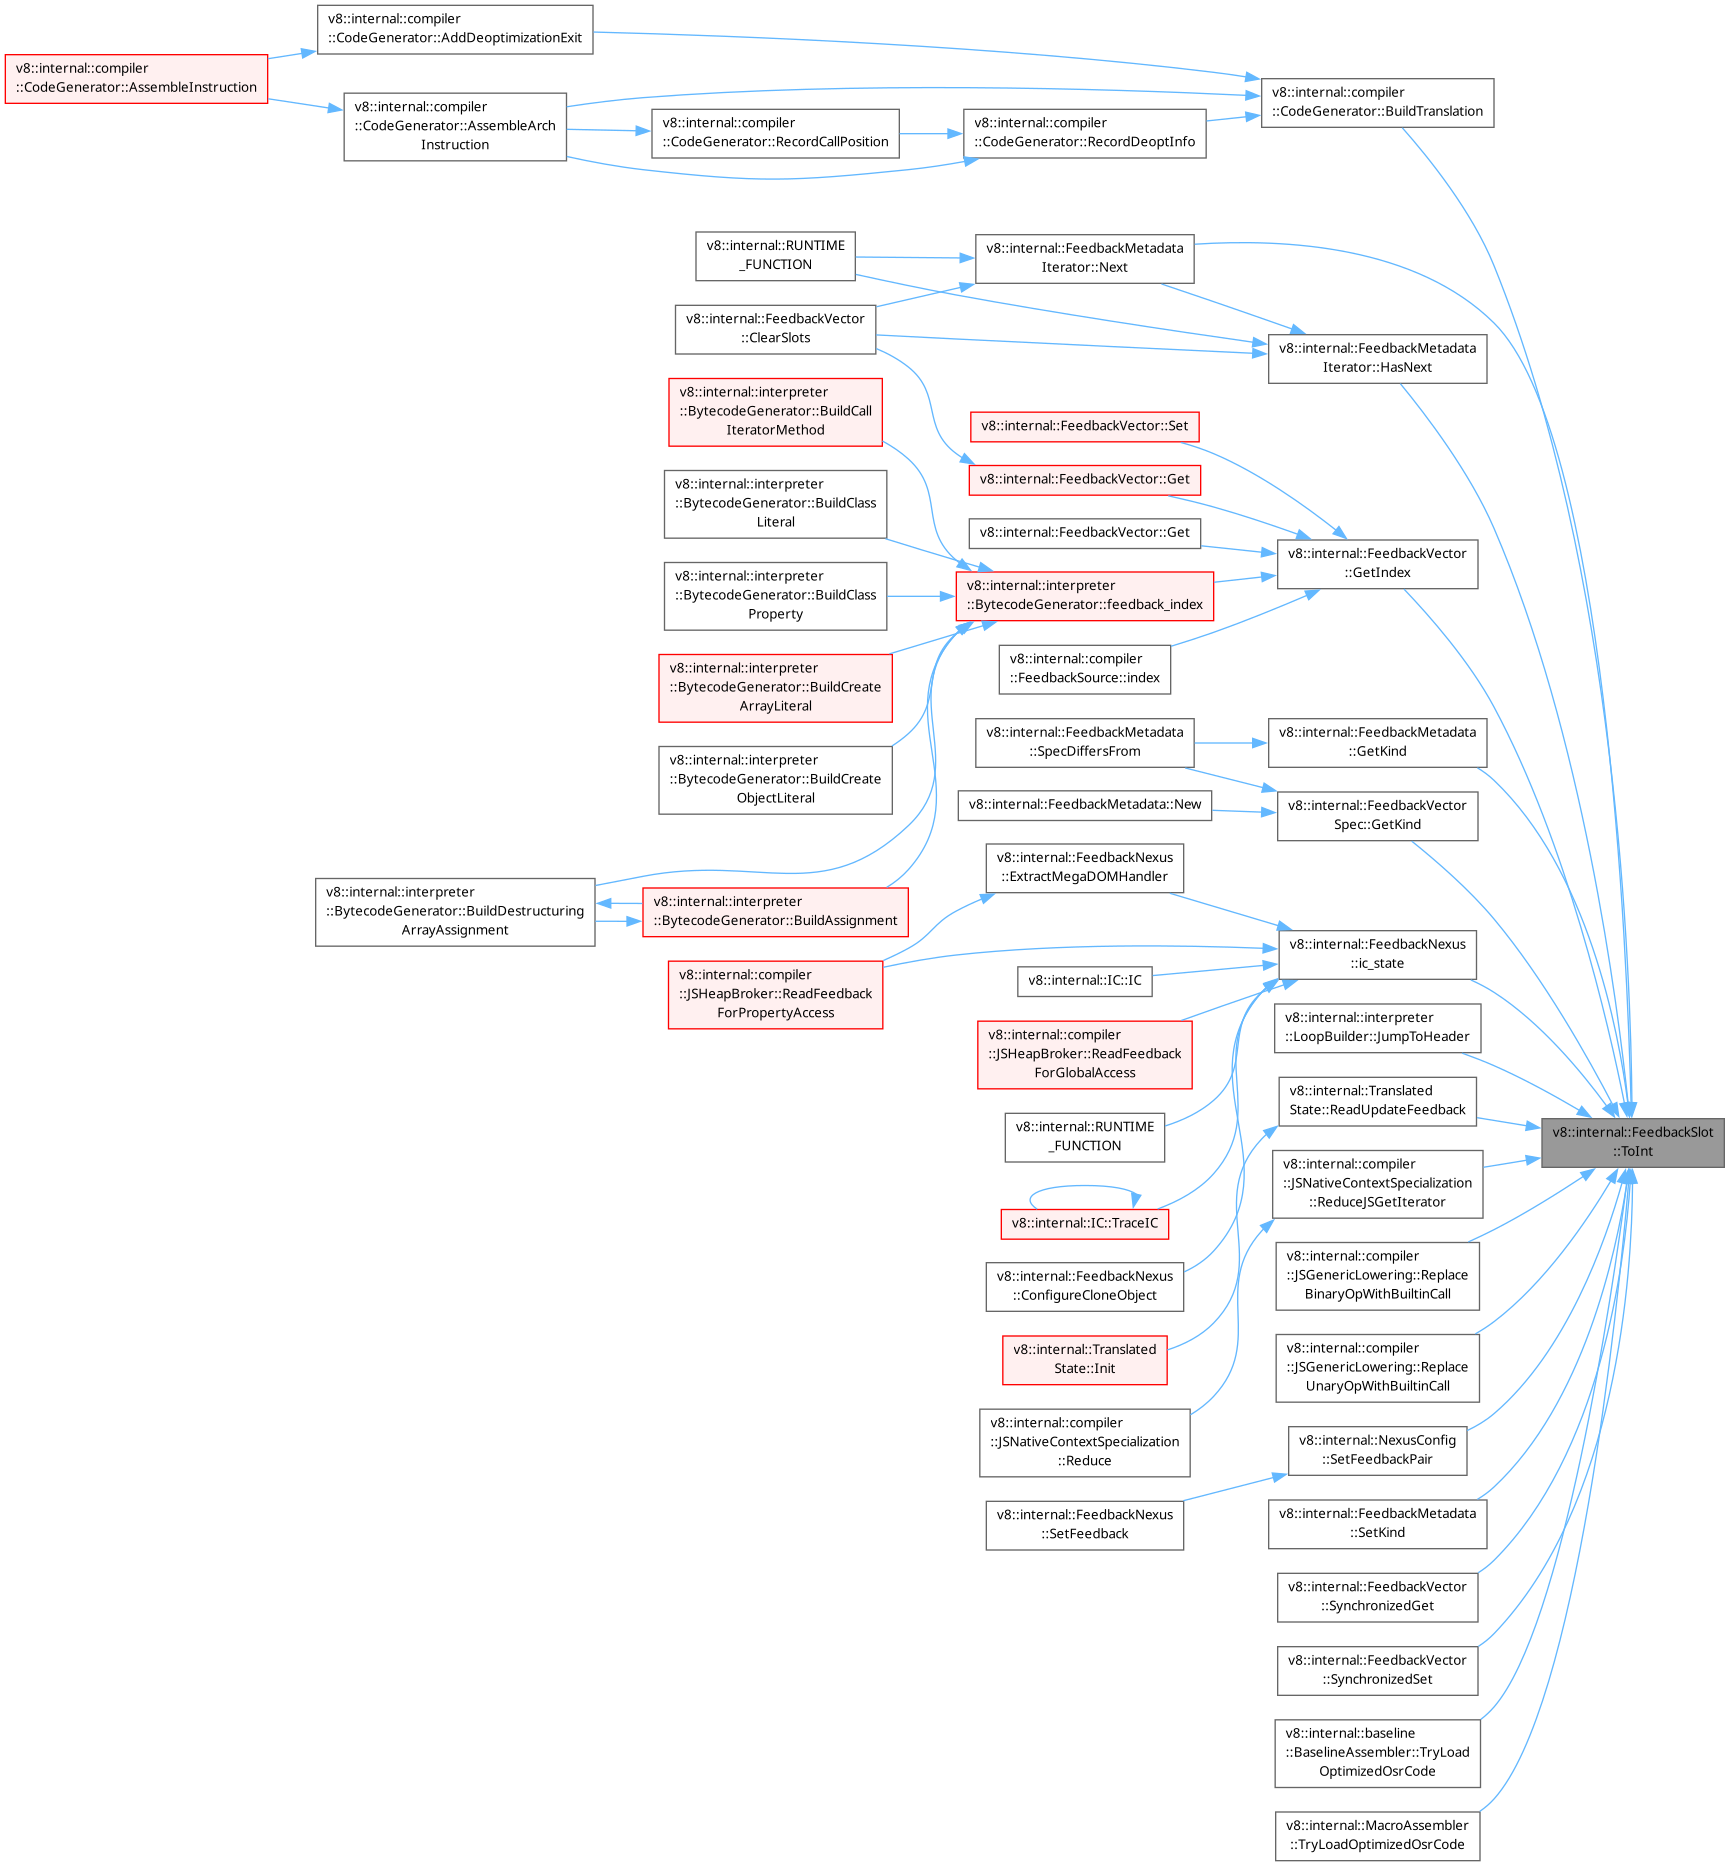 v8::internal::compiler
::CodeGenerator::AddDeoptimizationExit
v8::internal::compiler
::CodeGenerator::AssembleInstruction
v8::internal::compiler
::CodeGenerator::AssembleArch
Instruction
v8::internal::compiler
::CodeGenerator::RecordCallPosition
v8::internal::compiler
::CodeGenerator::RecordDeoptInfo
v8::internal::compiler
::CodeGenerator::BuildTranslation
v8::internal::RUNTIME
_FUNCTION
v8::internal::FeedbackMetadata
Iterator::Next
v8::internal::FeedbackVector
::ClearSlots
v8::internal::FeedbackMetadata
Iterator::HasNext
v8::internal::interpreter
::BytecodeGenerator::BuildCall
IteratorMethod
v8::internal::FeedbackVector::Set
v8::internal::FeedbackVector::Get
v8::internal::interpreter
::BytecodeGenerator::BuildClass
Literal
v8::internal::FeedbackVector::Get
v8::internal::FeedbackVector
::GetIndex
v8::internal::interpreter
::BytecodeGenerator::BuildClass
Property
v8::internal::interpreter
::BytecodeGenerator::feedback_index
v8::internal::compiler
::FeedbackSource::index
v8::internal::interpreter
::BytecodeGenerator::BuildCreate
ArrayLiteral
v8::internal::interpreter
::BytecodeGenerator::BuildCreate
ObjectLiteral
v8::internal::FeedbackMetadata
::SpecDiffersFrom
v8::internal::FeedbackMetadata
::GetKind
v8::internal::FeedbackMetadata::New
v8::internal::FeedbackVector
Spec::GetKind
v8::internal::FeedbackNexus
::ExtractMegaDOMHandler
v8::internal::interpreter
::BytecodeGenerator::BuildDestructuring
ArrayAssignment
v8::internal::interpreter
::BytecodeGenerator::BuildAssignment
v8::internal::FeedbackNexus
::ic_state
v8::internal::compiler
::JSHeapBroker::ReadFeedback
ForPropertyAccess
v8::internal::IC::IC
v8::internal::compiler
::JSHeapBroker::ReadFeedback
ForGlobalAccess
v8::internal::interpreter
::LoopBuilder::JumpToHeader
v8::internal::Translated
State::ReadUpdateFeedback
v8::internal::RUNTIME
_FUNCTION
v8::internal::FeedbackSlot
::ToInt
v8::internal::compiler
::JSNativeContextSpecialization
::ReduceJSGetIterator
v8::internal::IC::TraceIC
v8::internal::compiler
::JSGenericLowering::Replace
BinaryOpWithBuiltinCall
v8::internal::FeedbackNexus
::ConfigureCloneObject
v8::internal::Translated
State::Init
v8::internal::compiler
::JSGenericLowering::Replace
UnaryOpWithBuiltinCall
v8::internal::compiler
::JSNativeContextSpecialization
::Reduce
v8::internal::NexusConfig
::SetFeedbackPair
v8::internal::FeedbackNexus
::SetFeedback
v8::internal::FeedbackMetadata
::SetKind
v8::internal::FeedbackVector
::SynchronizedGet
v8::internal::FeedbackVector
::SynchronizedSet
v8::internal::baseline
::BaselineAssembler::TryLoad
OptimizedOsrCode
v8::internal::MacroAssembler
::TryLoadOptimizedOsrCode